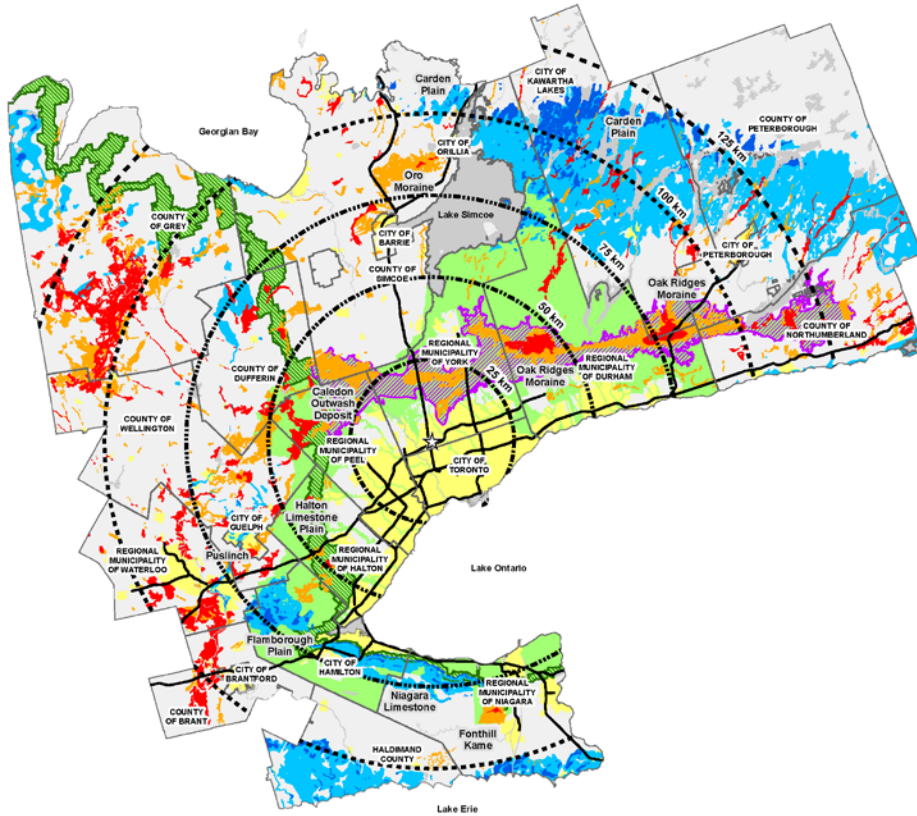 Carden
Plain
CITY OF
KAWARTHA
LAKES
COUNTY OF
PETERBOROUGH
Carden
Plain
Georgian Bay
125 km
CITY OF
ORILLIA
Oro
Moraine
100 km
COUNTY
OF GREY
Lake Simcoe
CITY OF
BARRIE
75 km
CITY OF
PETERBOROUGH
COUNTY OF
SIMCOE
Oak Ridges
Moraine
50 km
COUNTY OF
NORTHUMBERLAND
REGIONAL
MUNICIPALITY
OF YORK
COUNTY OF
DUFFERIN
25 km
Oak Ridges
Moraine
REGIONAL
MUNICIPALITY
OF DURHAM
Caledon
Outwash
Deposit
COUNTY OF
WELLINGTON
REGIONAL
MUNICIPALITY
OF PEEL
CITY OF
TORONTO
Halton
Limestone
Plain
CITY OF
GUELPH
Puslinch
REGIONAL
MUNICIPALITY
OF WATERLOO
REGIONAL
MUNICIPALITY
OF HALTON
Lake Ontario
Flamborough
Plain
CITY OF
HAMILTON
CITY OF
BRANTFORD
REGIONAL
MUNICIPALITY
OF NIAGARA
Niagara
Limestone
COUNTY
OF BRANT
Fonthill
Kame
HALDIMAND
COUNTY
Lake Erie